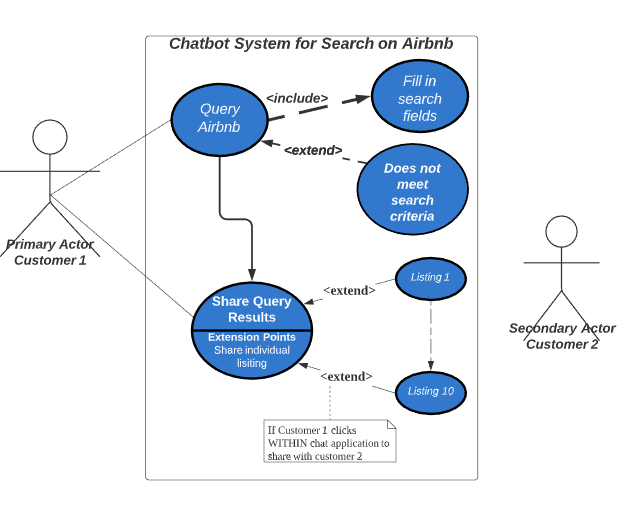 Chatbot System for Search on Airbnb
Query
Airbnb
<include>
Fill in
search
fields
<extend>
Does not
meet
search
criteria
Primary Actor
Customer 1
Share Query
Results
Extension Points
Share individual
lisiting
<extend>
Listing 1
<extend>
Listing 10
If Customer 1 clicks
WITHIN chat application to
share with customer 2
Secondary Actor
Customer 2